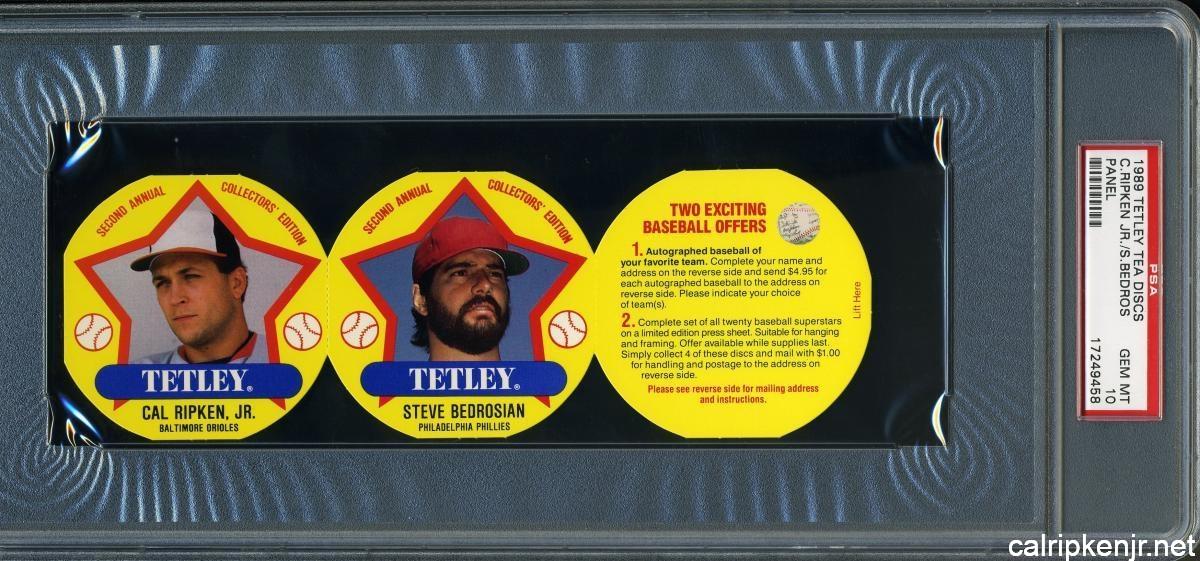 SECOND ANNUAL COLLECTORS' EDITION
TETLEY®
CAL RIPKEN, JR.
BALTIMORE ORIOLES
SECOND ANNUAL COLLECTORS' EDITION
TETLEY®
STEVE BEDROSIAN
PHILADELPHIA PHILLIES
TWO EXCITING
BASEBALL OFFERS
1. Autographed baseball of
your favorite team. Complete your name and
address on the reverse side and send $4.95 for
each autographed baseball to the address on
reverse side. Please indicate your choice
of team(s).
2. Complete set of all twenty baseball superstars
on a limited edition press sheet. Suitable for hanging
and framing. Offer available while supplies last.
Simply collect 4 of these discs and mail with $1.00
for handling and postage to the address on
reverse side.
Please see reverse side for mailing address
and instructions.
Lift Here
PSA
1989 TETLEY TEA DISCS
C.RIPKEN JR./S.BEDROS GEM MT
PANEL 10
17249458
calripkenjr.net